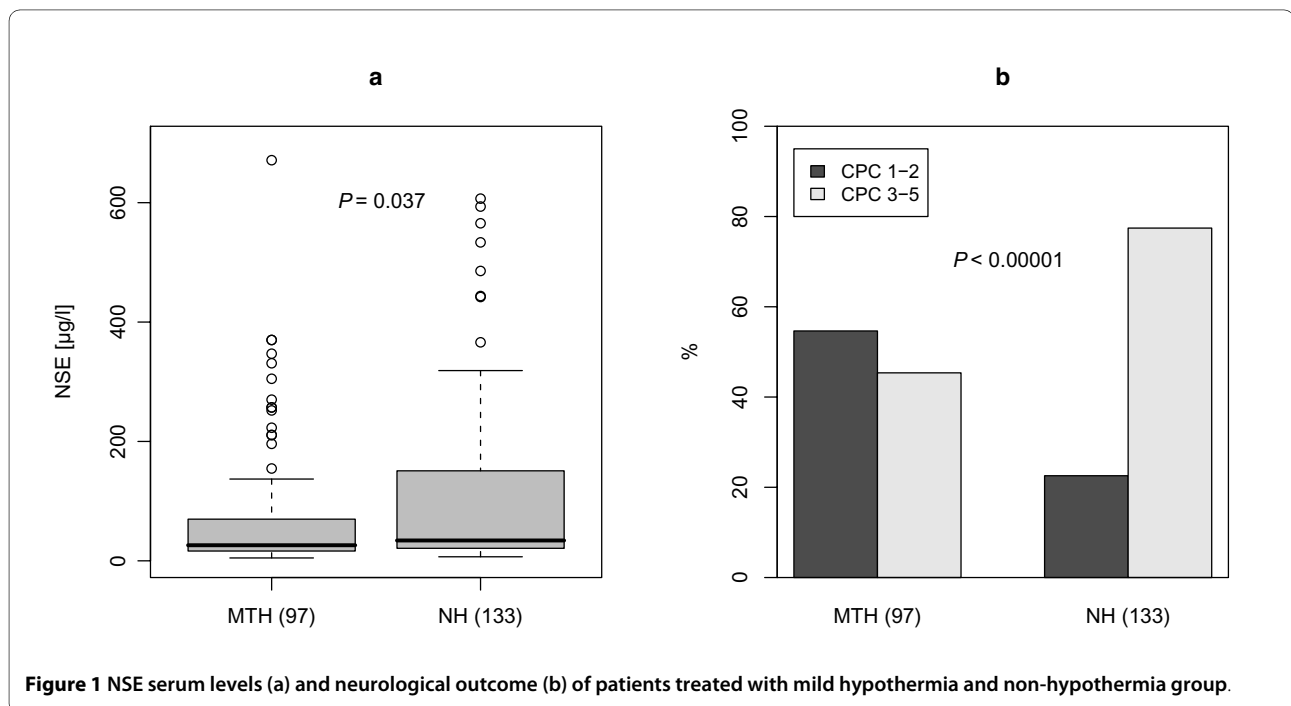 a
NSE [µg/l]
0
200
400
600
P = 0.037
MTH (97)
NH (133)
b
%
0
20
40
60
80
100
CPC 1−2
CPC 3−5
P < 0.00001
MTH (97)
NH (133)
Figure 1 NSE serum levels (a) and neurological outcome (b) of patients treated with mild hypothermia and non-hypothermia group.